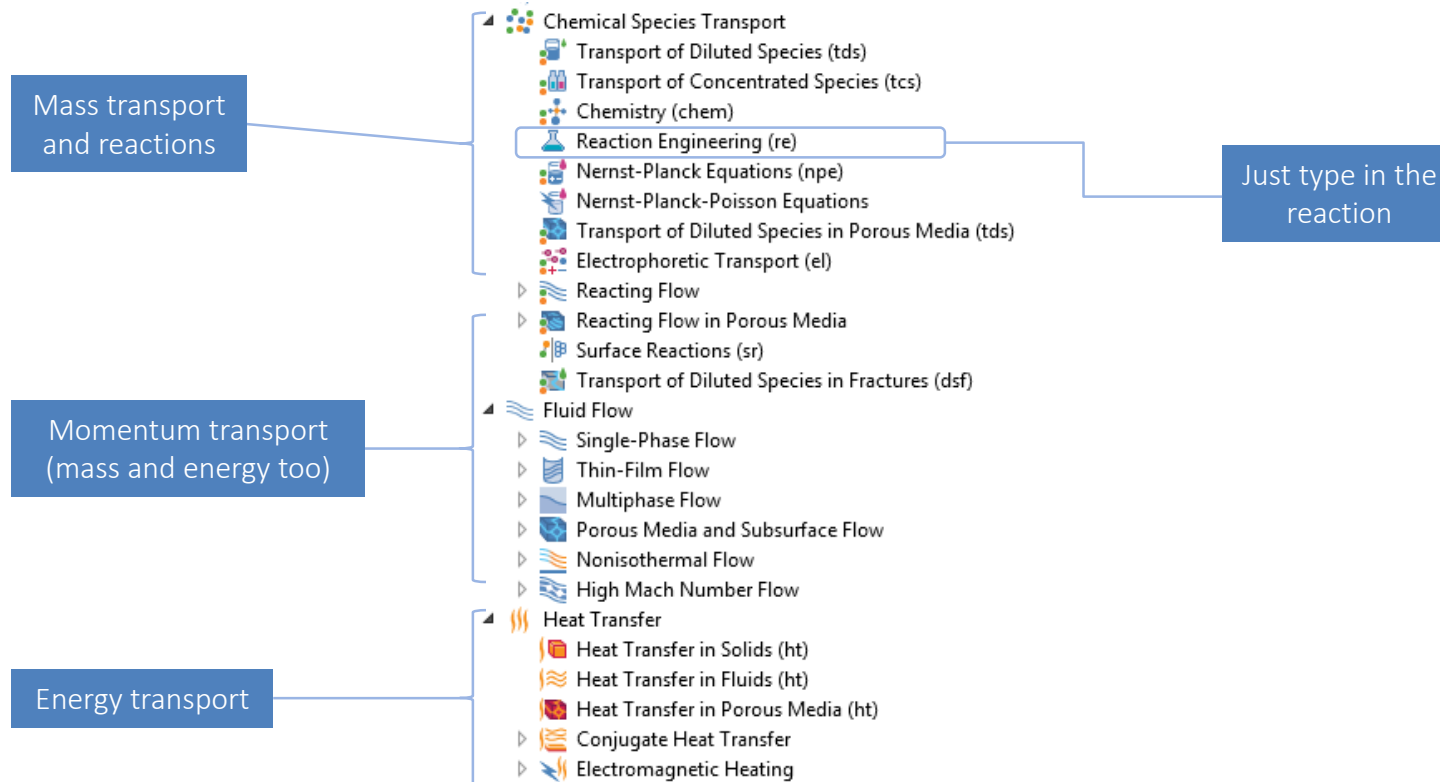 Chemical Species Transport
Transport of Diluted Species (tds)
Transport of Concentrated Species (tcs)
Chemistry (chem)
Reaction Engineering (re)
Nernst-Planck Equations (npe)
Nernst-Planck-Poisson Equations
Transport of Diluted Species in Porous Media (tds)
Electrophoretic Transport (el)
Reacting Flow
Reacting Flow in Porous Media
Surface Reactions (sr)
Transport of Diluted Species in Fractures (dsf)
Fluid Flow
Single-Phase Flow
Thin-Film Flow
Multiphase Flow
Porous Media and Subsurface Flow
Nonisothermal Flow
High Mach Number Flow
Heat Transfer
Heat Transfer in Solids (ht)
Heat Transfer in Fluids (ht)
Heat Transfer in Porous Media (ht)
Conjugate Heat Transfer
Electromagnetic Heating
Mass transport
and reactions
Momentum transport
(mass and energy too)
Energy transport
Just type in the
reaction